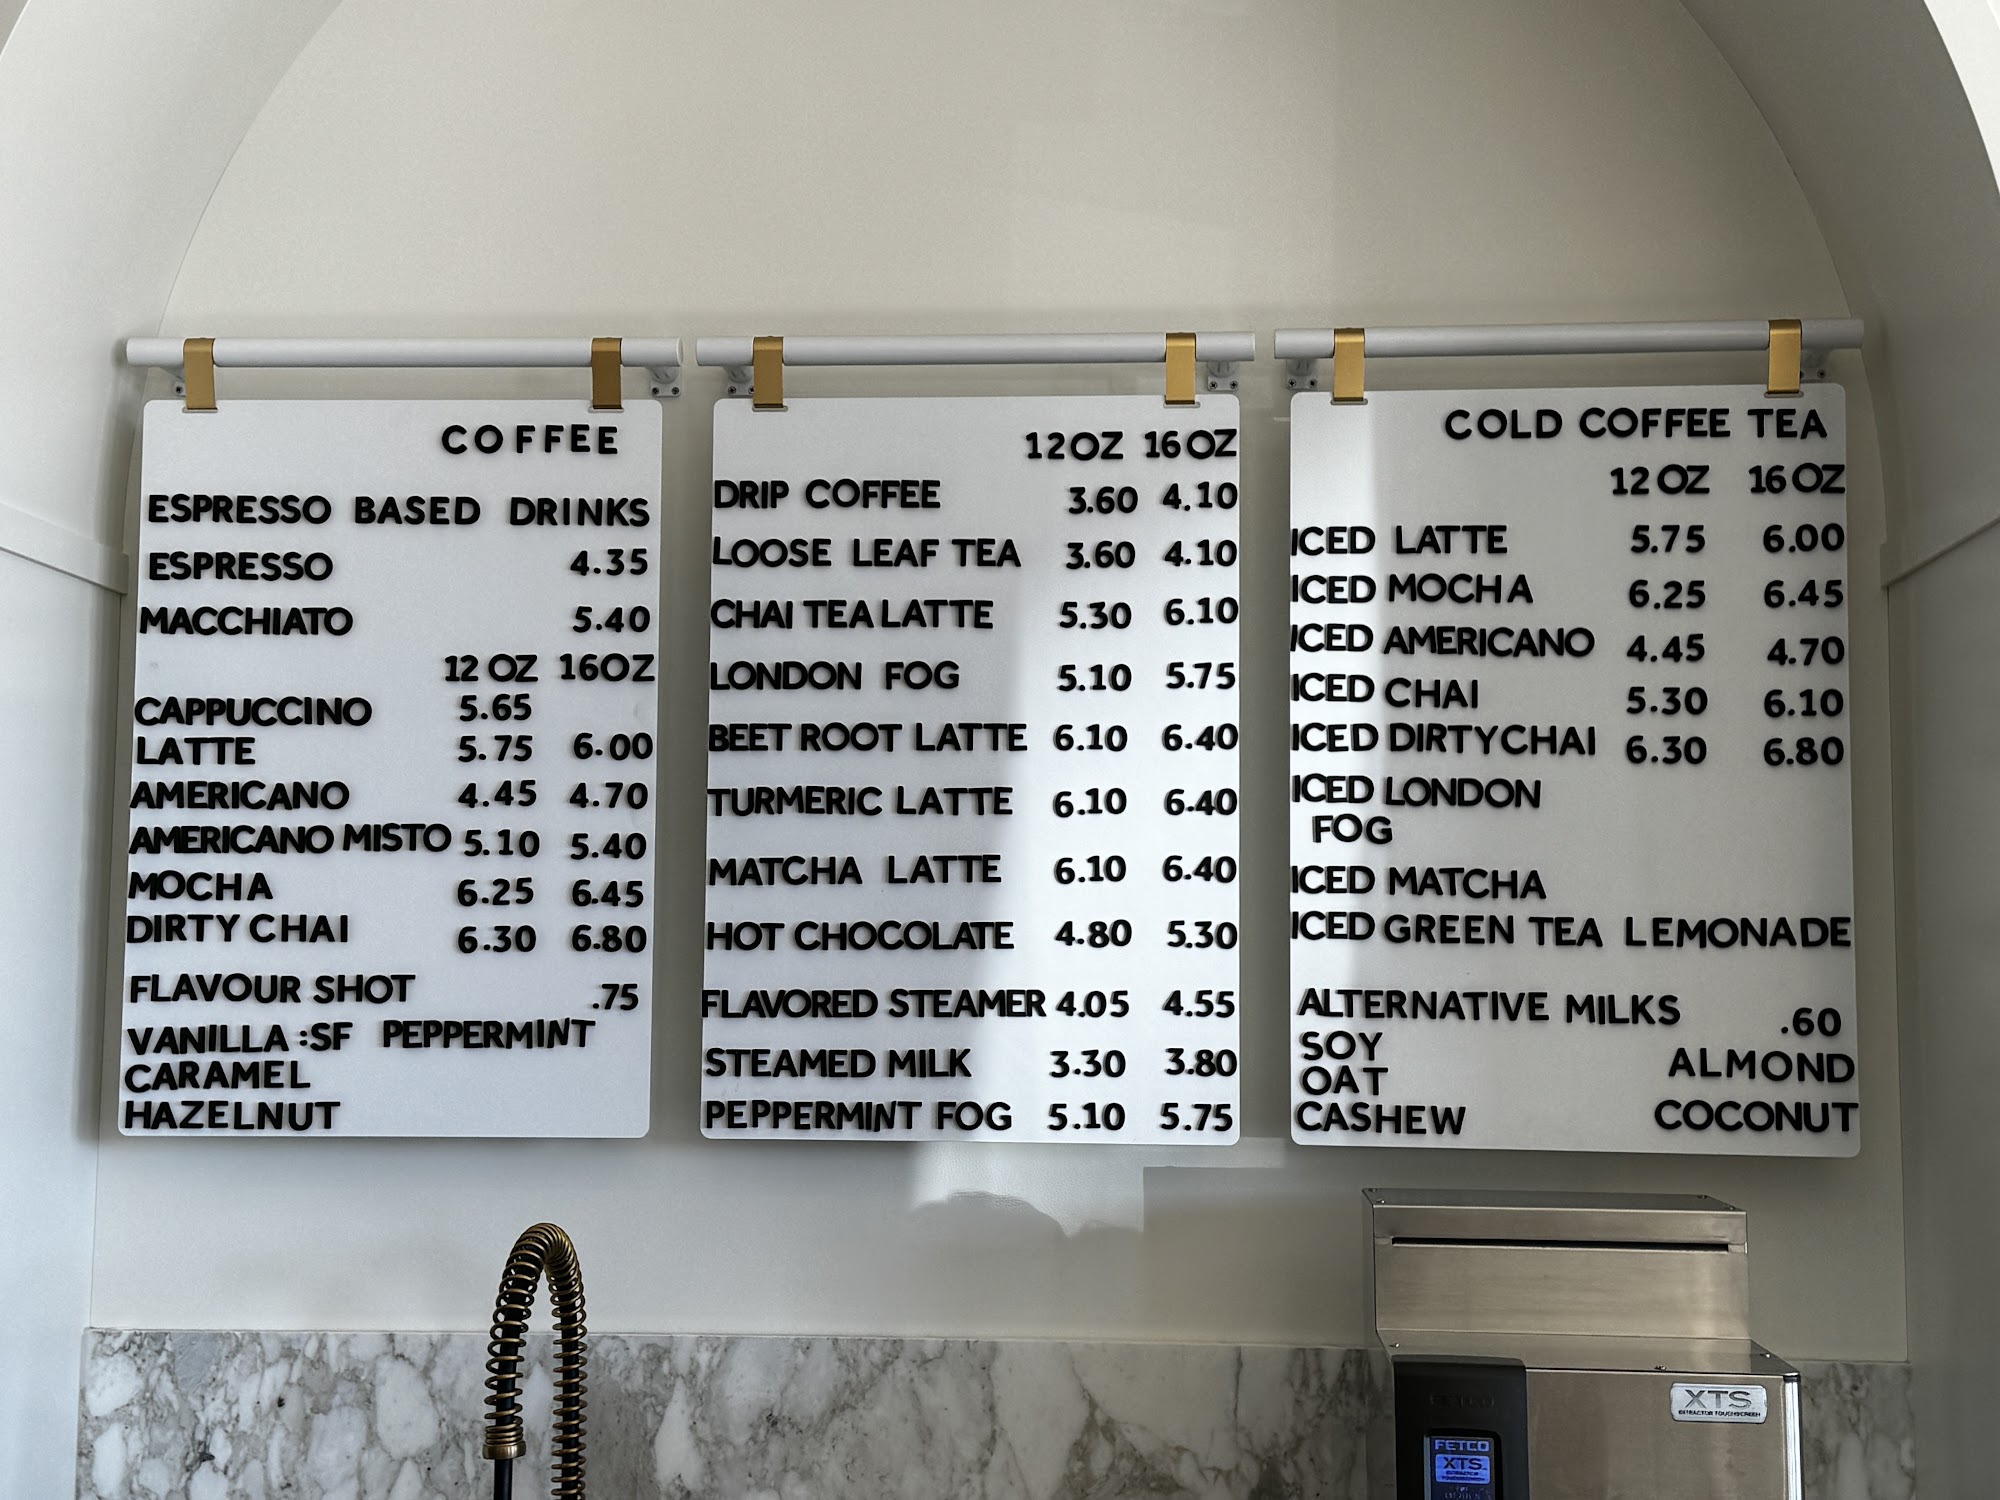 COFFEE
ESPRESSO BASED DRINKS
ESPRESSO 4.35
MACCHIATO 5.40
12 OZ 16OZ
CAPPUCCINO 5.65
LATTE 5.75 6.00
AMERICANO 4.45 4.70
AMERICANO MISTO 5.10 5.40
MOCHA 6.25 6.45
DIRTY CHAI 6.30 6.80
FLAVOUR SHOT .75
VANILLA :SF PEPPERMINT
CARAMEL
HAZELNUT
12OZ 16OZ
DRIP COFFEE 3.60 4.10
LOOSE LEAF TEA 3.60 4.10
CHAI TEA LATTE 5.30 6.10
LONDON FOG 5.10 5.75
BEET ROOT LATTE 6.10 6.40
TURMERIC LATTE 6.10 6.40
MATCHA LATTE 6.10 6.40
HOT CHOCOLATE 4.80 5.30
FLAVORED STEAMER 4.05 4.55
STEAMED MILK 3.30 3.80
PEPPERMINT FOG 5.10 5.75
COLD COFFEE TEA
12 OZ 16 OZ
ICED LATTE 5.75 6.00
ICED MOCHA 6.25 6.45
ICED AMERICANO 4.45 4.70
ICED CHAI 5.30 6.10
ICED DIRTYCHAI 6.30 6.80
ICED LONDON
FOG
ICED MATCHA
ICED GREEN TEA LEMONADE
ALTERNATIVE MILKS .60
SOY
OAT ALMOND
CASHEW COCONUT
XTS
EXTRACTOR TOUCHSCREEN
FETCO
FETCO
XTS